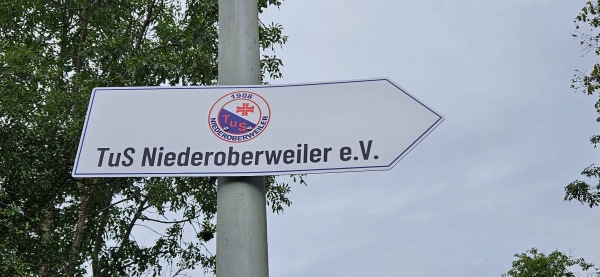 1908
TuS
NIEDEROBERWEILER
TuS Niederoberweiler e.V.